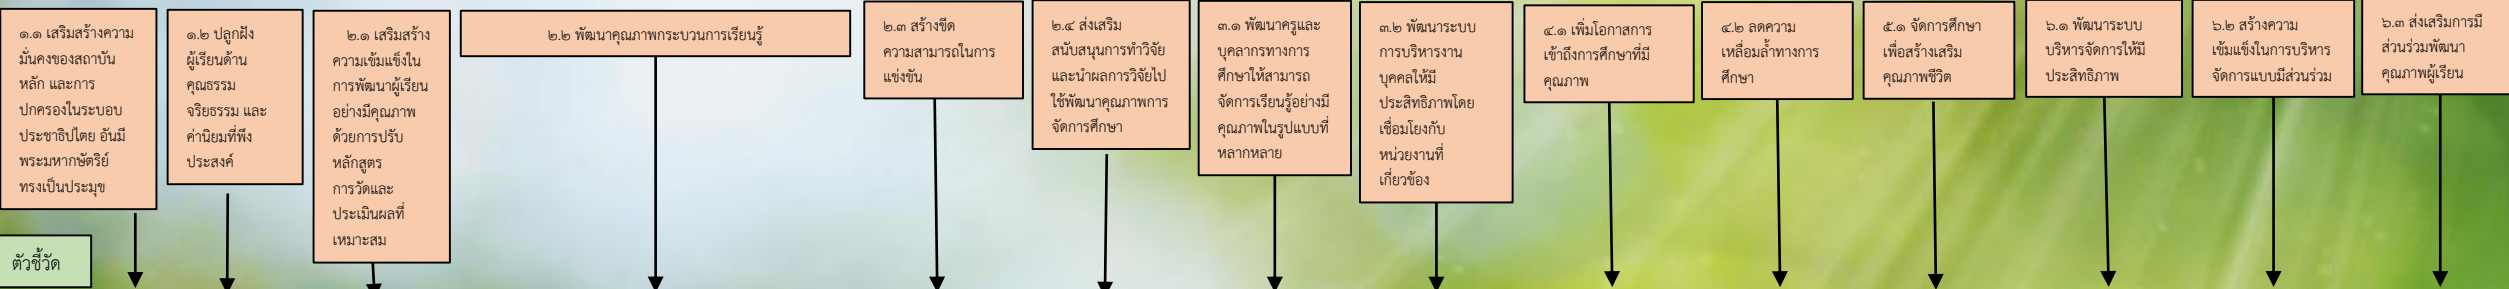 ๑.๑ เสริมสร้างความ
มั่นคงของสถาบัน
หลัก และการ
ปกครองในระบอบ
ประชาธิปไตย อันมี
พระมหากษัตริย์
ทรงเป็นประมุข
๑.๒ ปลูกฝัง
ผู้เรียนด้าน
คุณธรรม
จริยธรรม และ
ค่านิยมที่พึง
ประสงค์
๒.๑ เสริมสร้าง
ความเข้มแข็งใน
การพัฒนาผู้เรียน
อย่างมีคุณภาพ
ด้วยการปรับ
หลักสูตร
การวัดและ
ประเมินผลที่
เหมาะสม
๒.๒ พัฒนาคุณภาพกระบวนการเรียนรู้
๒.๓ สร้างขีด
ความสามารถในการ
แข่งขัน
๒.๔ ส่งเสริม
สนับสนุนการทำวิจัย
และนำผลการวิจัยไป
ใช้พัฒนาคุณภาพการ
จัดการศึกษา
๓.๑ พัฒนาครูและ
บุคลากรทางการ
ศึกษาให้สามารถ
จัดการเรียนรู้อย่างมี
คุณภาพในรูปแบบที่
หลากหลาย
๓.๒ พัฒนาระบบ
การบริหารงาน
บุคคลให้มี
ประสิทธิภาพโดย
เชื่อมโยงกับ
หน่วยงานที่
เกี่ยวข้อง
๔.๑ เพิ่มโอกาสการ
เข้าถึงการศึกษาที่มี
คุณภาพ
๔.๒ ลดความ
เหลื่อมล้ำทางการ
ศึกษา
๕.๑ จัดการศึกษา
เพื่อสร้างเสริม
คุณภาพชีวิต
๖.๑ พัฒนาระบบ
บริหารจัดการให้มี
ประสิทธิภาพ
๖.๒ สร้างความ
เข้มแข็งในการบริหาร
จัดการแบบมีส่วนร่วม
๖.๓ ส่งเสริมการมี
ส่วนร่วมพัฒนา
คุณภาพผู้เรียน
ตัวชี้วัด